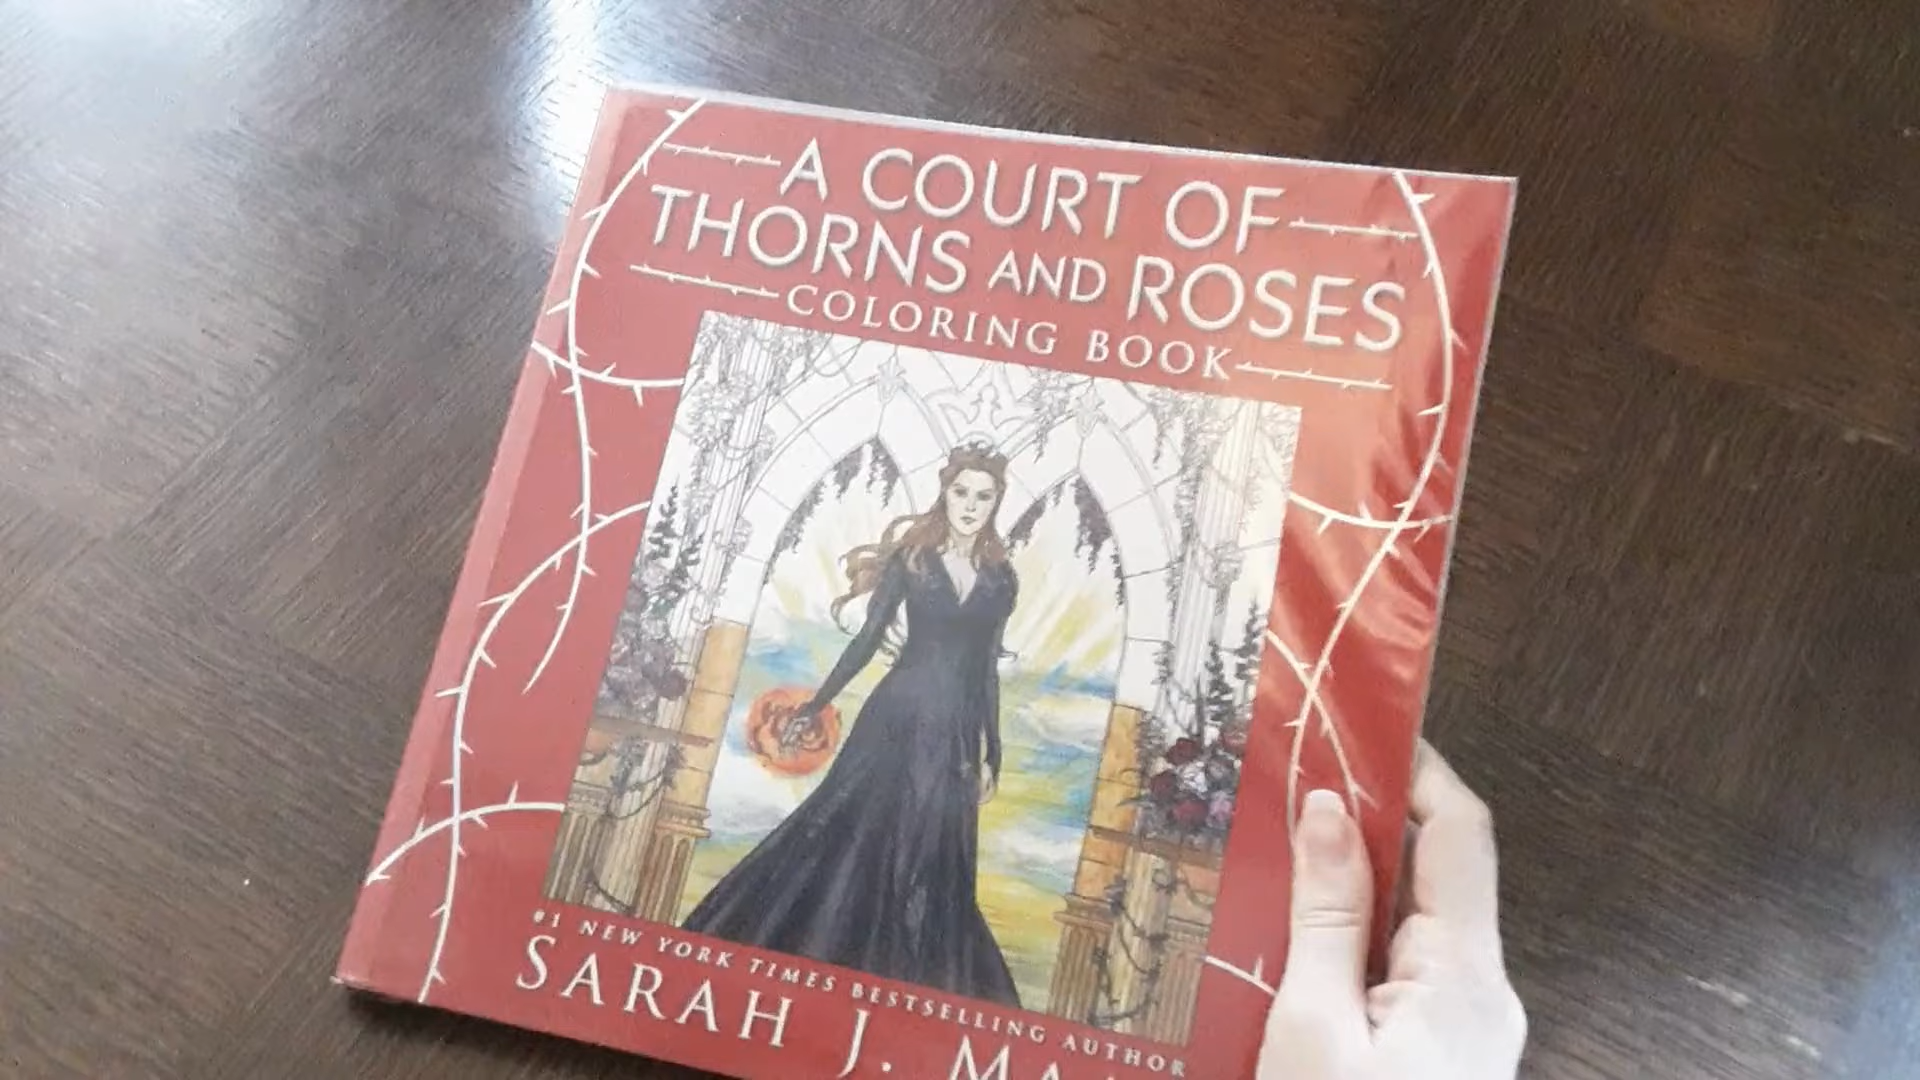 A COURT OF
THORNS AND ROSES
COLORING BOOK
#1 NEW YORK TIMES BESTSELLING AUTHOR
SARAH J.